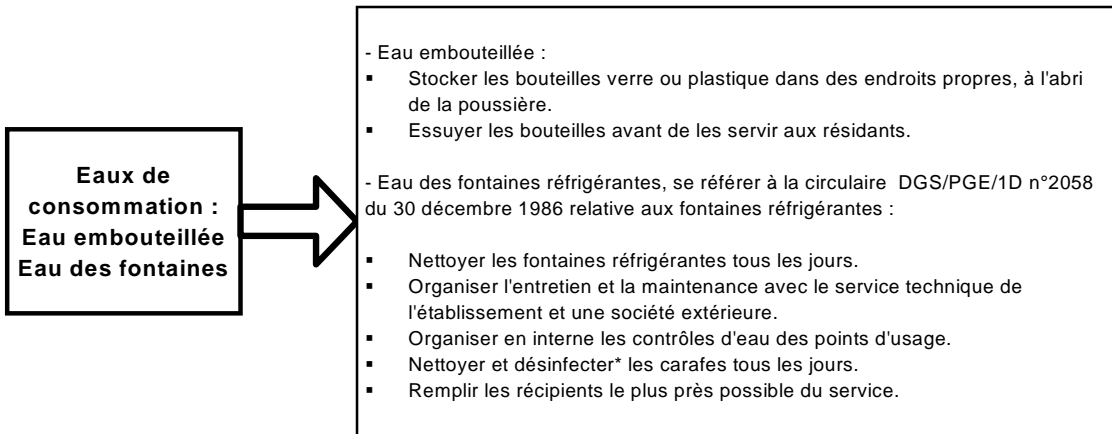 Eaux de
consommation :
Eau embouteillée
Eau des fontaines
- Eau embouteillée :
▪ Stocker les bouteilles verre ou plastique dans des endroits propres, à l'abri
de la poussière.
▪ Essuyer les bouteilles avant de les servir aux résidants.
- Eau des fontaines réfrigérantes, se référer à la circulaire DGS/PGE/1D n°2058
du 30 décembre 1986 relative aux fontaines réfrigérantes :
▪ Nettoyer les fontaines réfrigérantes tous les jours.
▪ Organiser l'entretien et la maintenance avec le service technique de
l'établissement et une société extérieure.
▪ Organiser en interne les contrôles d'eau des points d'usage.
▪ Nettoyer et désinfecter* les carafes tous les jours.
▪ Remplir les récipients le plus près possible du service.